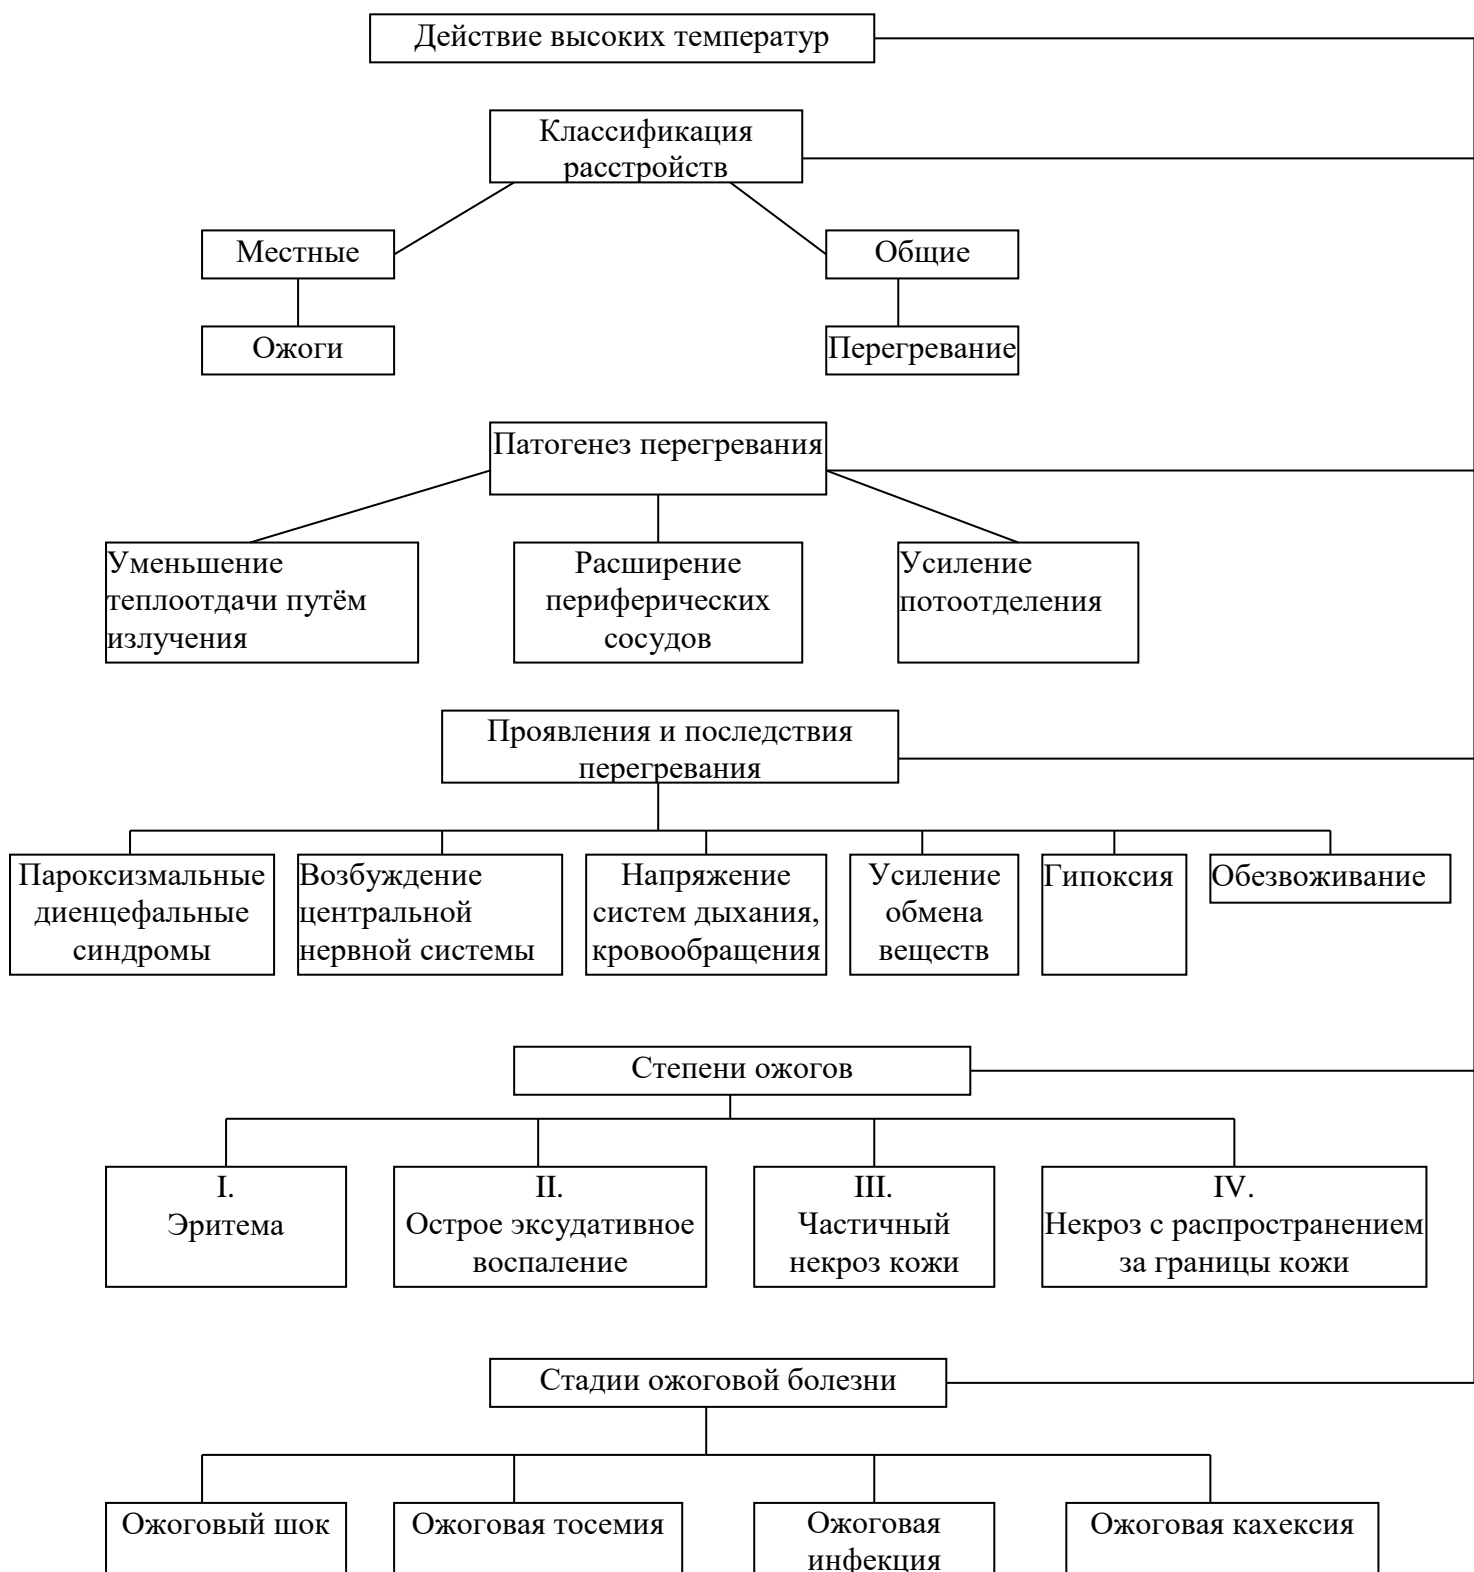 Действие высоких температур
Классификация
расстройств
Местные
Общие
Ожоги
Перегревание
Патогенез перегревания
Уменьшение
теплоотдачи путём
излучения
Расширение
периферических
сосудов
Усиление
потоотделения
Проявления и последствия
перегревания
Пароксизмальные
диенцефальные
синдромы
Возбуждение
центральной
нервной системы
Напряжение
систем дыхания,
кровообращения
Усиление
обмена
веществ
Гипоксия
Обезвоживание
Степени ожогов
I.
Эритема
II.
Острое эксудативное
воспаление
III.
Частичный
некроз кожи
IV.
Некроз с распространением
за границы кожи
Стадии ожоговой болезни
Ожоговый шок
Ожоговая тосемия
Ожоговая
инфекция
Ожоговая кахексия